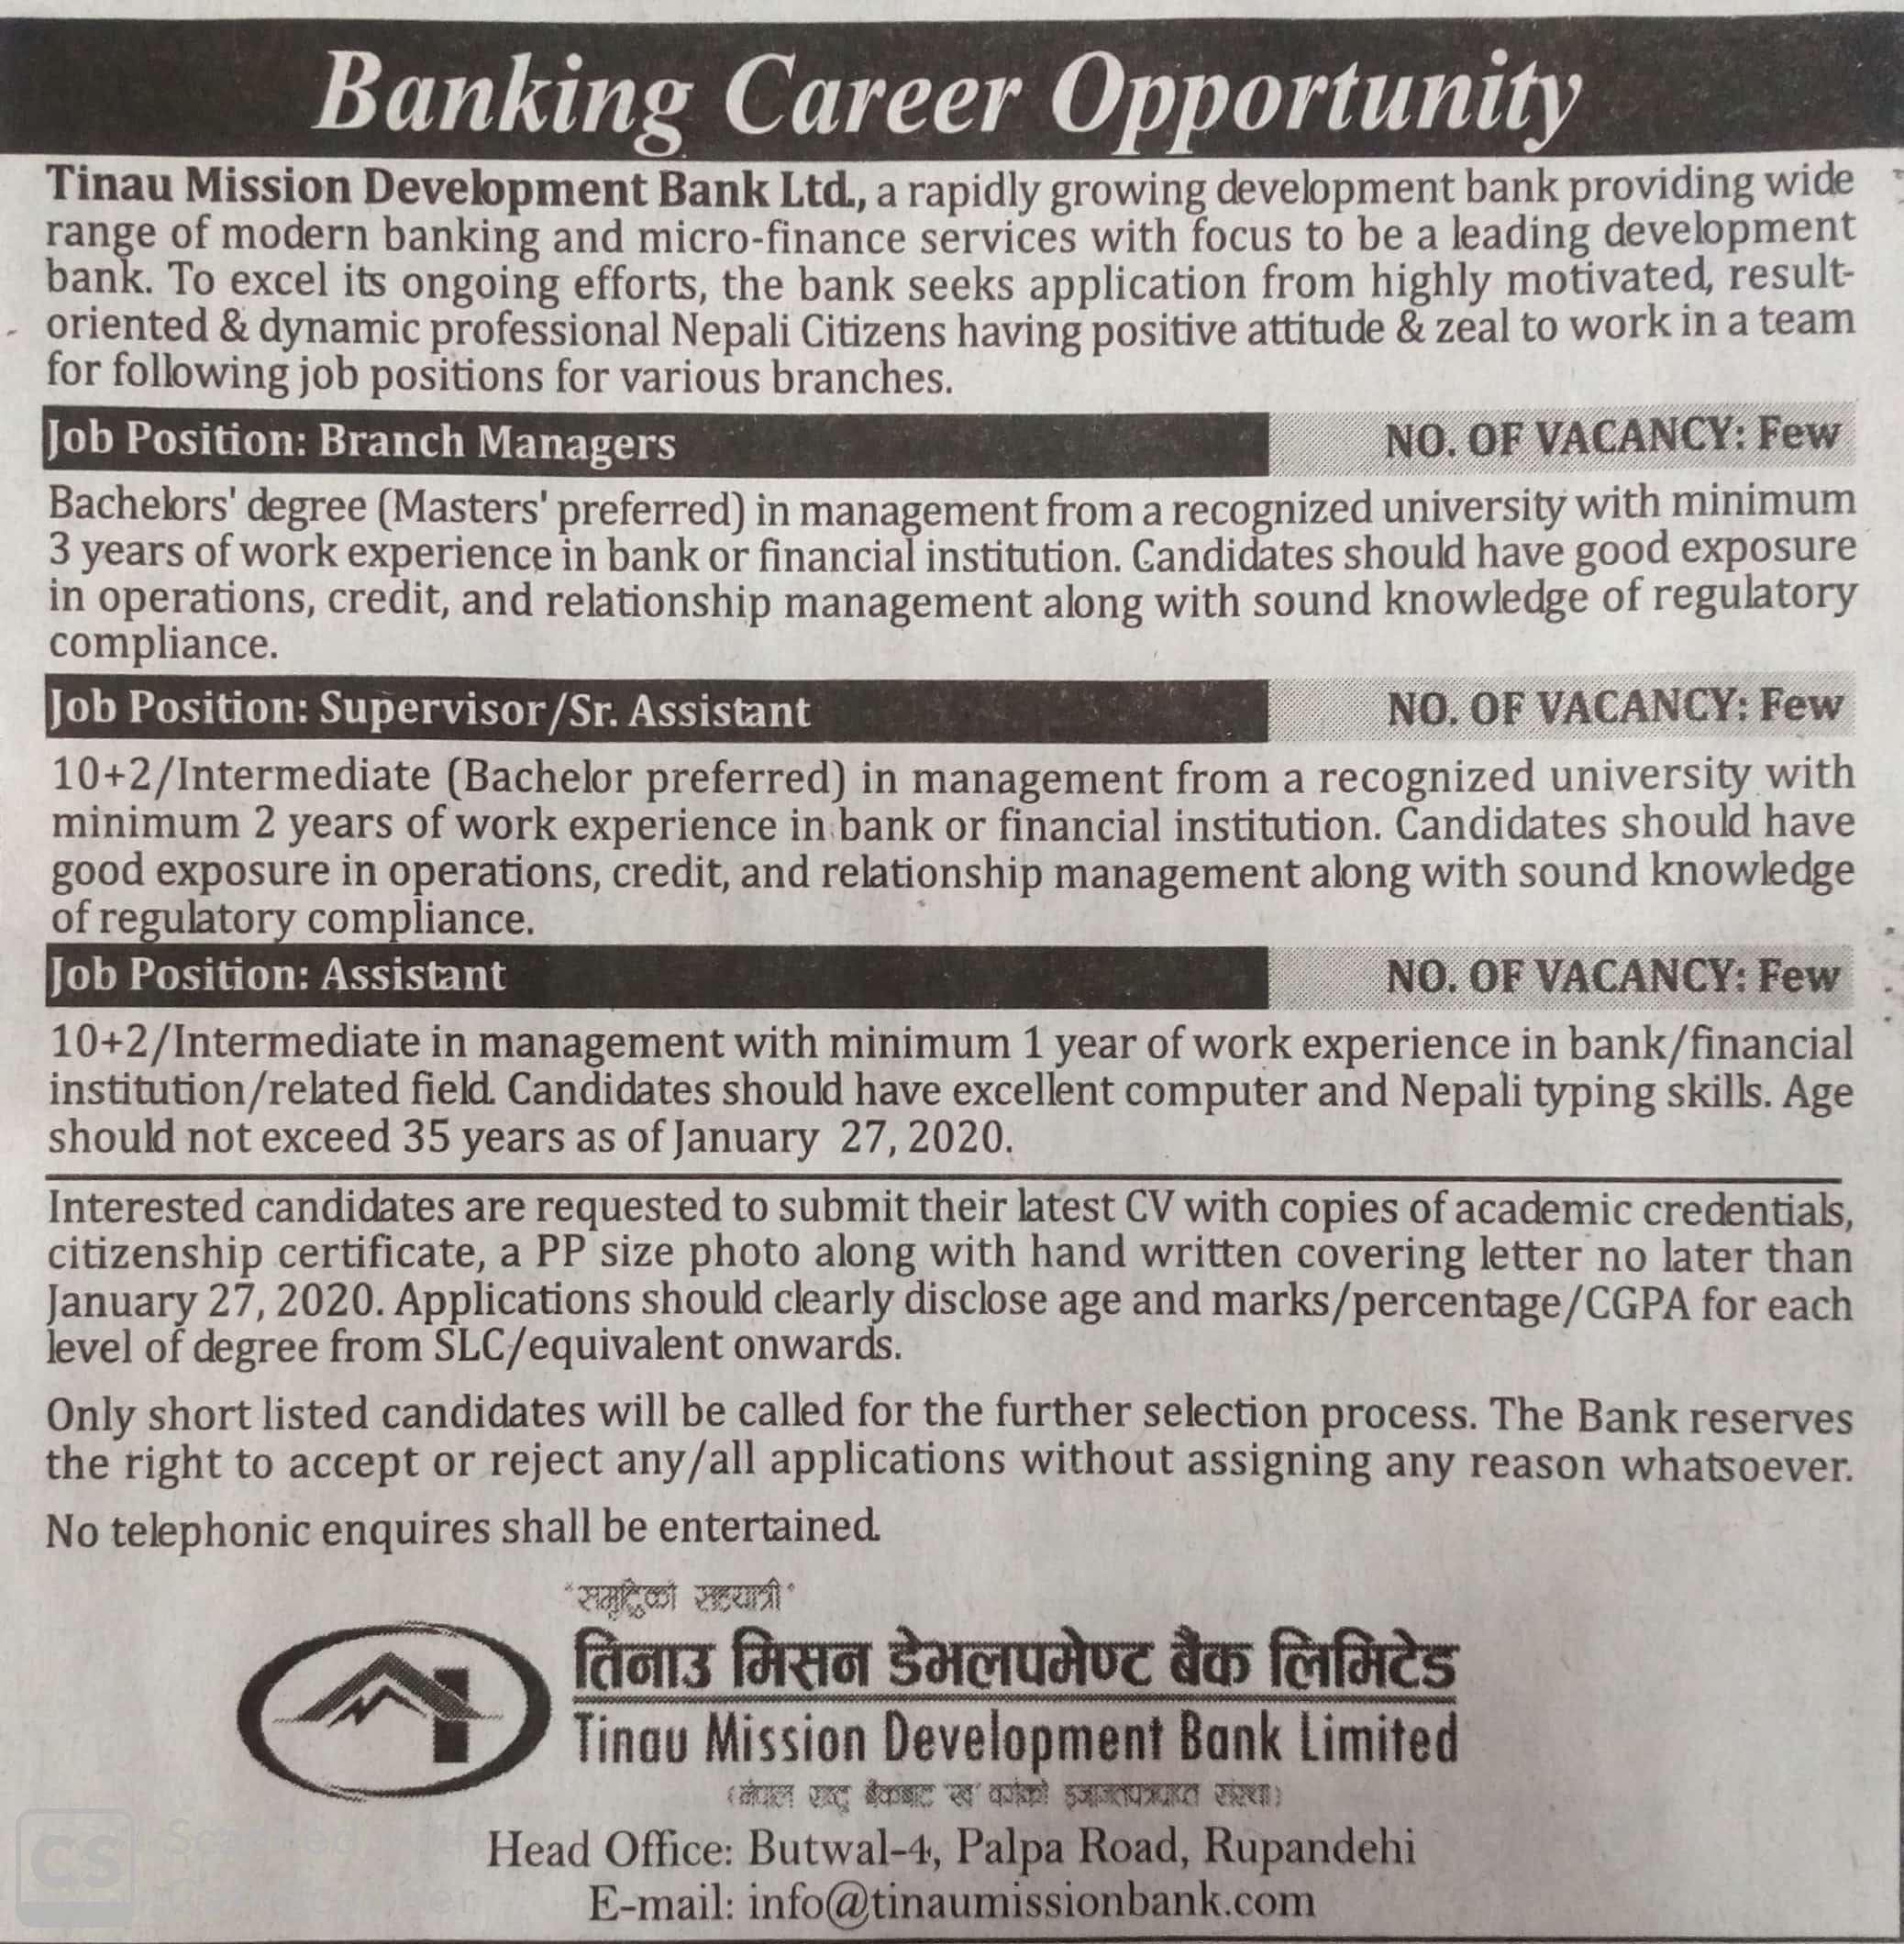 Banking Career Opportunity
Tinau Mission Development Bank Ltd., a rapidly growing development bank providing wide
range of modern banking and micro-finance services with focus to be a leading development
bank. To excel its ongoing efforts, the bank seeks application from highly motivated, result-
oriented & dynamic professional Nepali Citizens having positive attitude & zeal to work in a team
for following job positions for various branches.
Job Position: Branch Managers NO. OF VACANCY: Few
Bachelors' degree (Masters' preferred) in management from a recognized university with minimum
3 years of work experience in bank or financial institution. Candidates should have good exposure
in operations, credit, and relationship management along with sound knowledge of regulatory
compliance.
Job Position: Supervisor/Sr. Assistant NO. OF VACANCY: Few
10+2/Intermediate (Bachelor preferred) in management from a recognized university with
minimum 2 years of work experience in bank or financial institution. Candidates should have
good exposure in operations, credit, and relationship management along with sound knowledge
of regulatory compliance.
Job Position: Assistant NO. OF VACANCY: Few
10+2/Intermediate in management with minimum 1 year of work experience in bank/financial
institution/related field. Candidates should have excellent computer and Nepali typing skills. Age
should not exceed 35 years as of January 27, 2020.
Interested candidates are requested to submit their latest CV with copies of academic credentials,
citizenship certificate, a PP size photo along with hand written covering letter no later than
January 27, 2020. Applications should clearly disclose age and marks/percentage/CGPA for each
level of degree from SLC/equivalent onwards.
Only short listed candidates will be called for the further selection process. The Bank reserves
the right to accept or reject any/all applications without assigning any reason whatsoever.
No telephonic enquires shall be entertained.
"समृद्धिको सहयात्री"
तिनाउ मिसन डेभलपमेण्ट बैंक लिमिटेड
Tinau Mission Development Bank Limited
(नेपाल राष्ट्र बैंकबाट 'ख' वर्गको इजाजतपत्रप्राप्त संस्था)
Head Office: Butwal-4, Palpa Road, Rupandehi
E-mail: info@tinaumissionbank.com
CS Scanned with
CamScanner